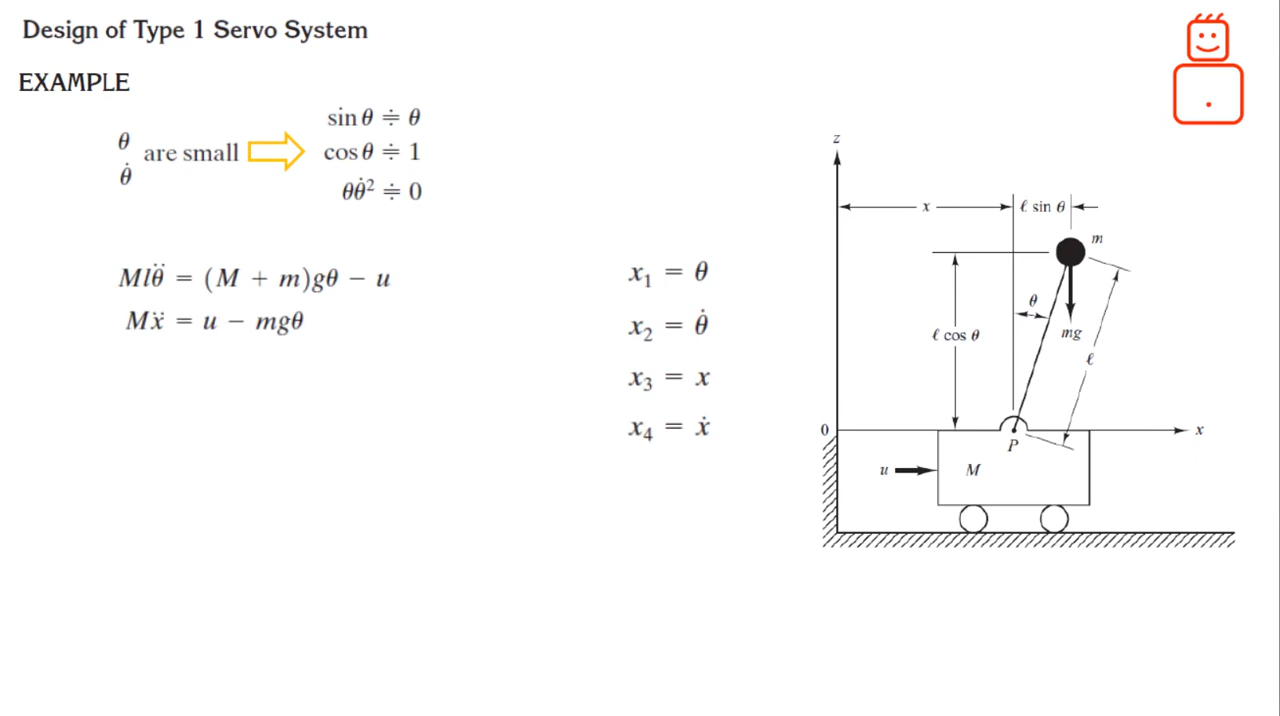 Design of Type 1 Servo System
EXAMPLE
θ
θ̇
are small
sin θ ≑ θ
cos θ ≑ 1
θθ̇² ≑ 0
Mlθ̈ = (M + m)gθ − u
Mẍ = u − mgθ
x₁ = θ
x₂ = θ̇
x₃ = x
x₄ = ẋ
z
x
ℓ sin θ
m
θ
ℓ cos θ
mg
ℓ
0
x
P
u
M